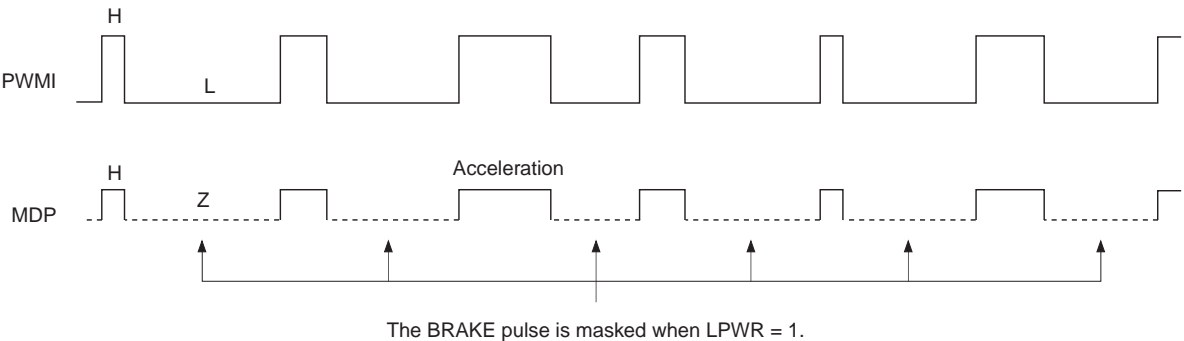 H
PWMI
L
Acceleration
H
Z
MDP
The BRAKE pulse is masked when LPWR = 1.